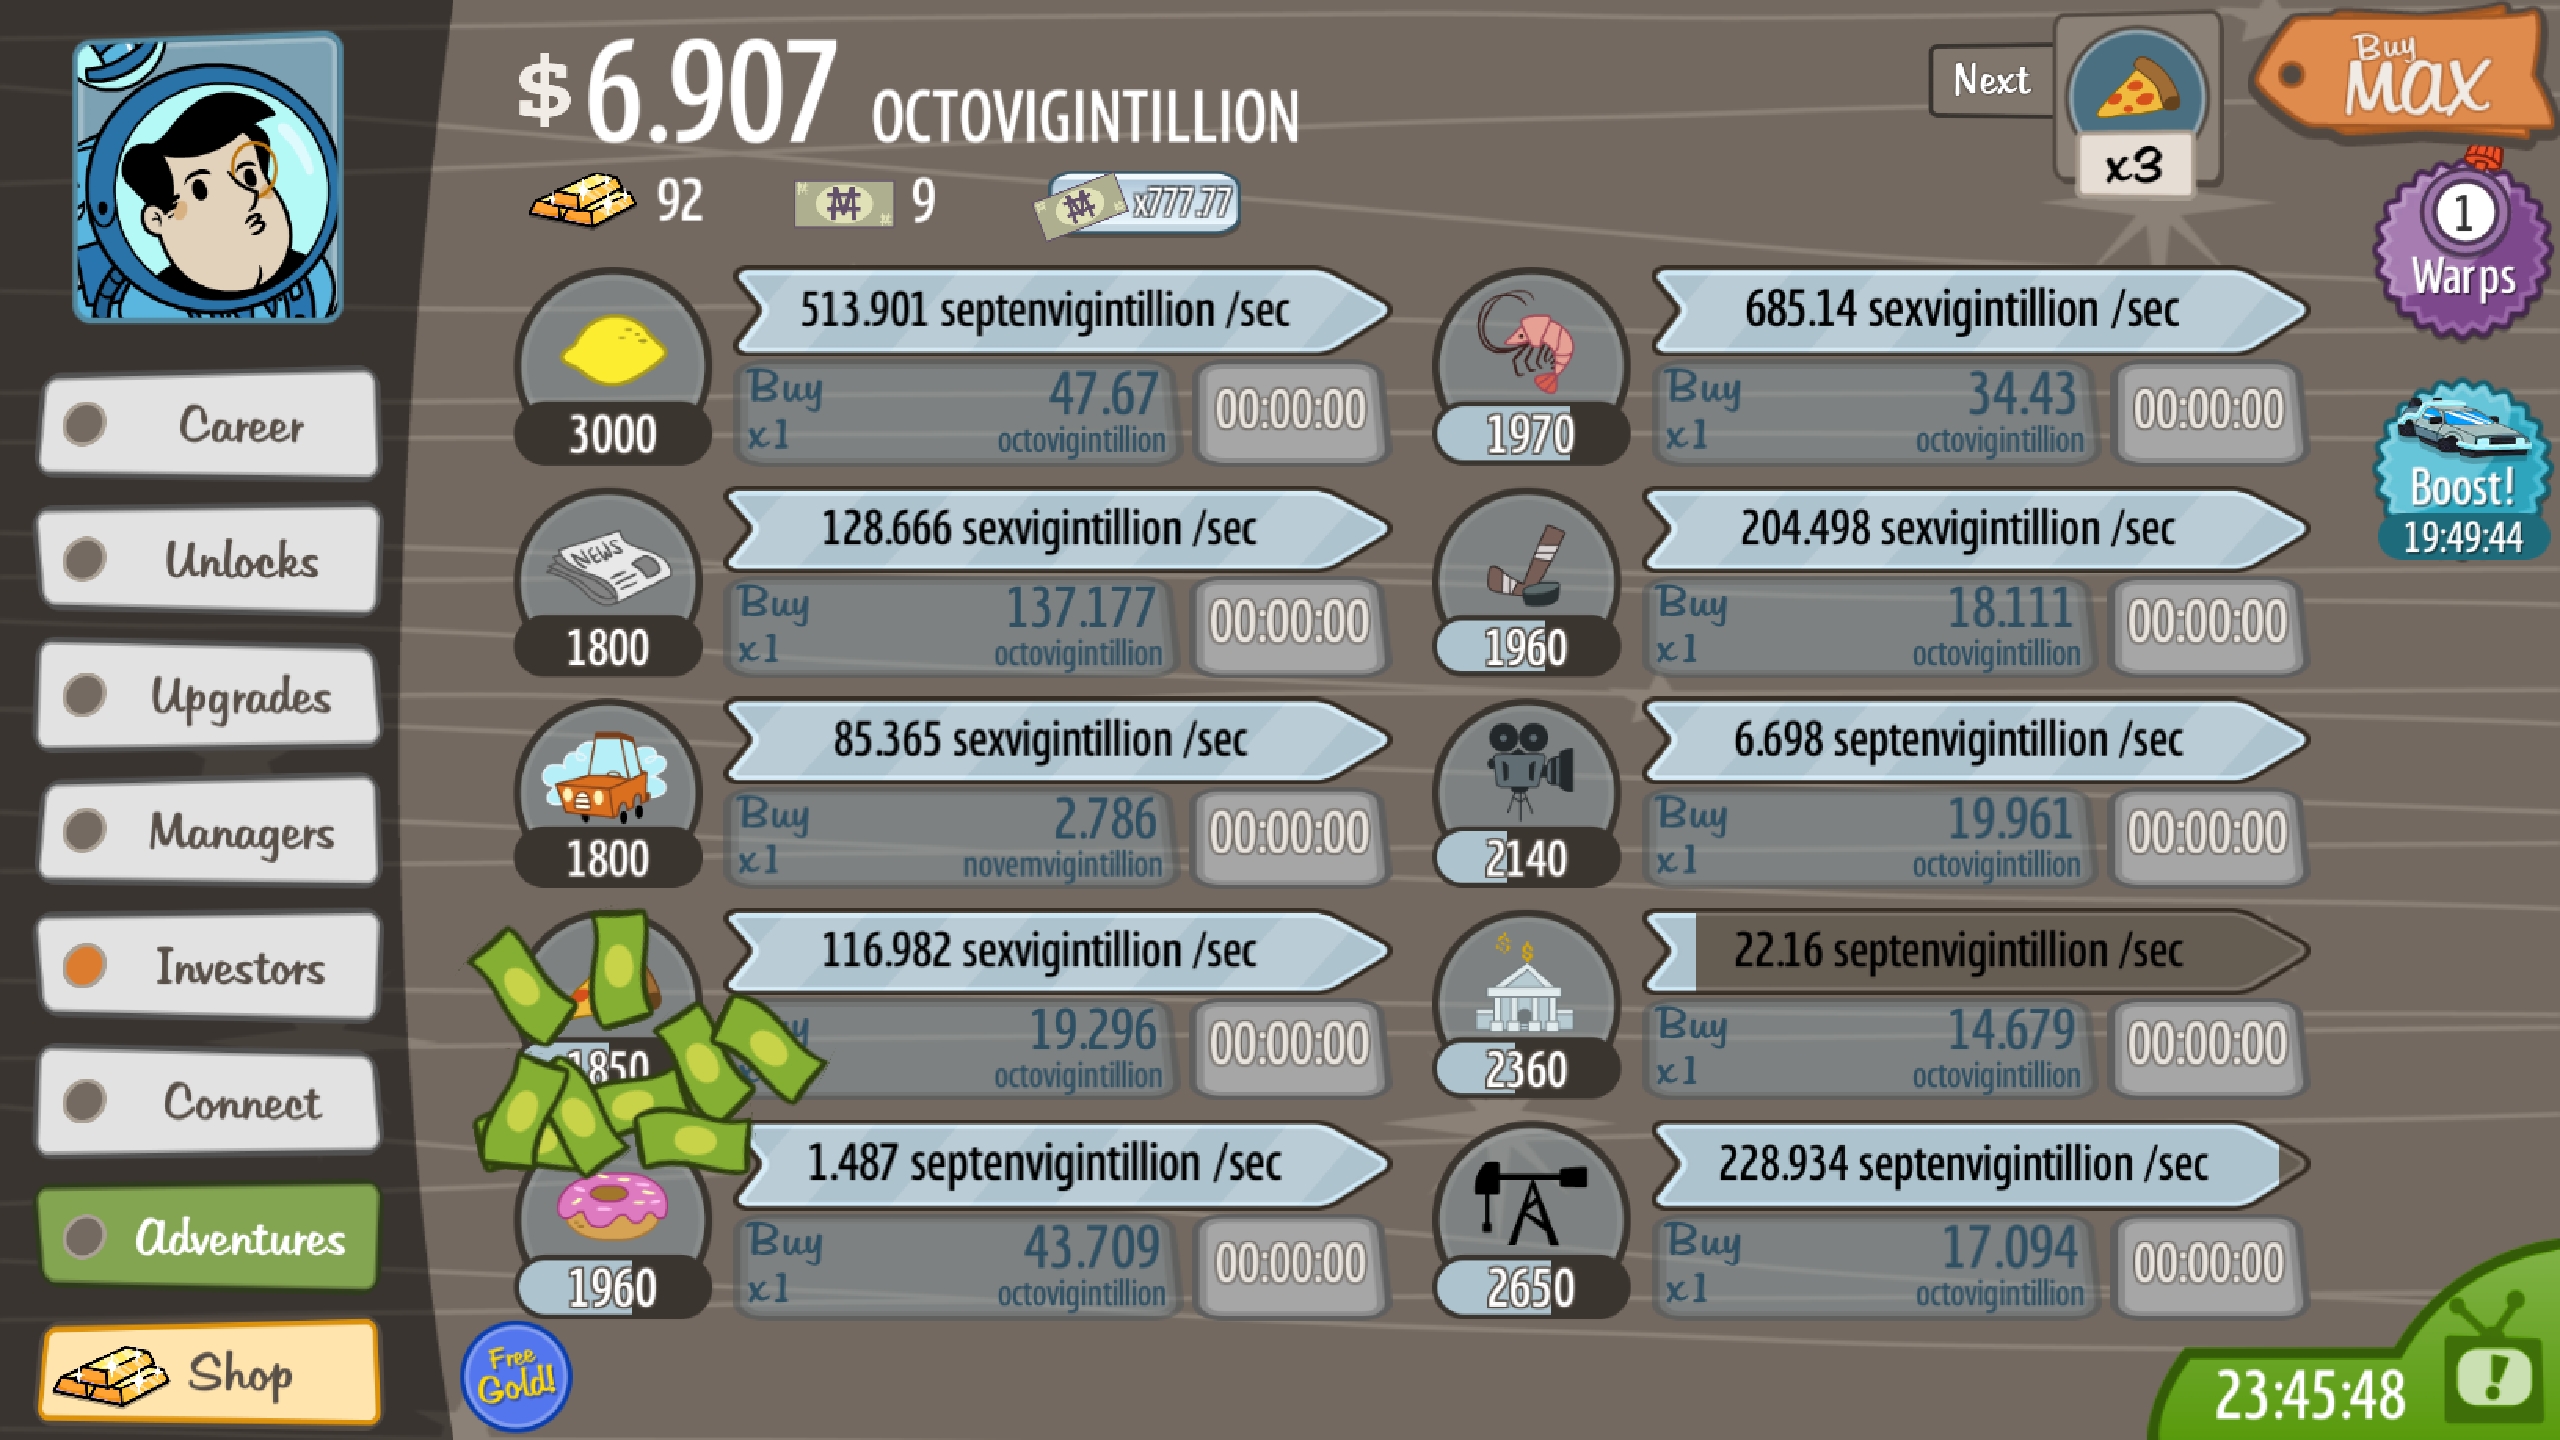 $6.907 OCTOVIGINTILLION
92
9
x777.77
Next
x3
Buy
MAX
1
Warps
Boost!
19:49:44
Career
Unlocks
Upgrades
Managers
Investors
Connect
Adventures
Shop
513.901 septenvigintillion /sec
3000
Buy
x1
47.67
octovigintillion
00:00:00
685.14 sexvigintillion /sec
1970
Buy
x1
34.43
octovigintillion
00:00:00
NEWS
128.666 sexvigintillion /sec
1800
Buy
x1
137.177
octovigintillion
00:00:00
204.498 sexvigintillion /sec
1960
Buy
x1
18.111
octovigintillion
00:00:00
85.365 sexvigintillion /sec
1800
Buy
x1
2.786
novemvigintillion
00:00:00
6.698 septenvigintillion /sec
2140
Buy
x1
19.961
octovigintillion
00:00:00
116.982 sexvigintillion /sec
1850
19.296
octovigintillion
00:00:00
22.16 septenvigintillion /sec
2360
Buy
x1
14.679
octovigintillion
00:00:00
1.487 septenvigintillion /sec
1960
Buy
x1
43.709
octovigintillion
00:00:00
228.934 septenvigintillion /sec
2650
Buy
x1
17.094
octovigintillion
00:00:00
Free
Gold!
23:45:48